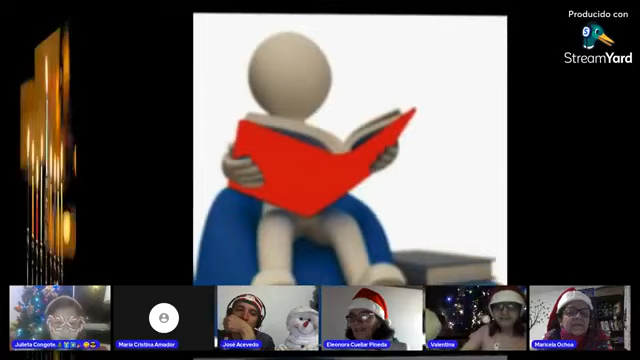 Producido con
StreamYard
Julieta Congote
María Cristina Amador
José Acevedo
Eleonora Cuellar Pineda
Valentina
Maricela Ochoa